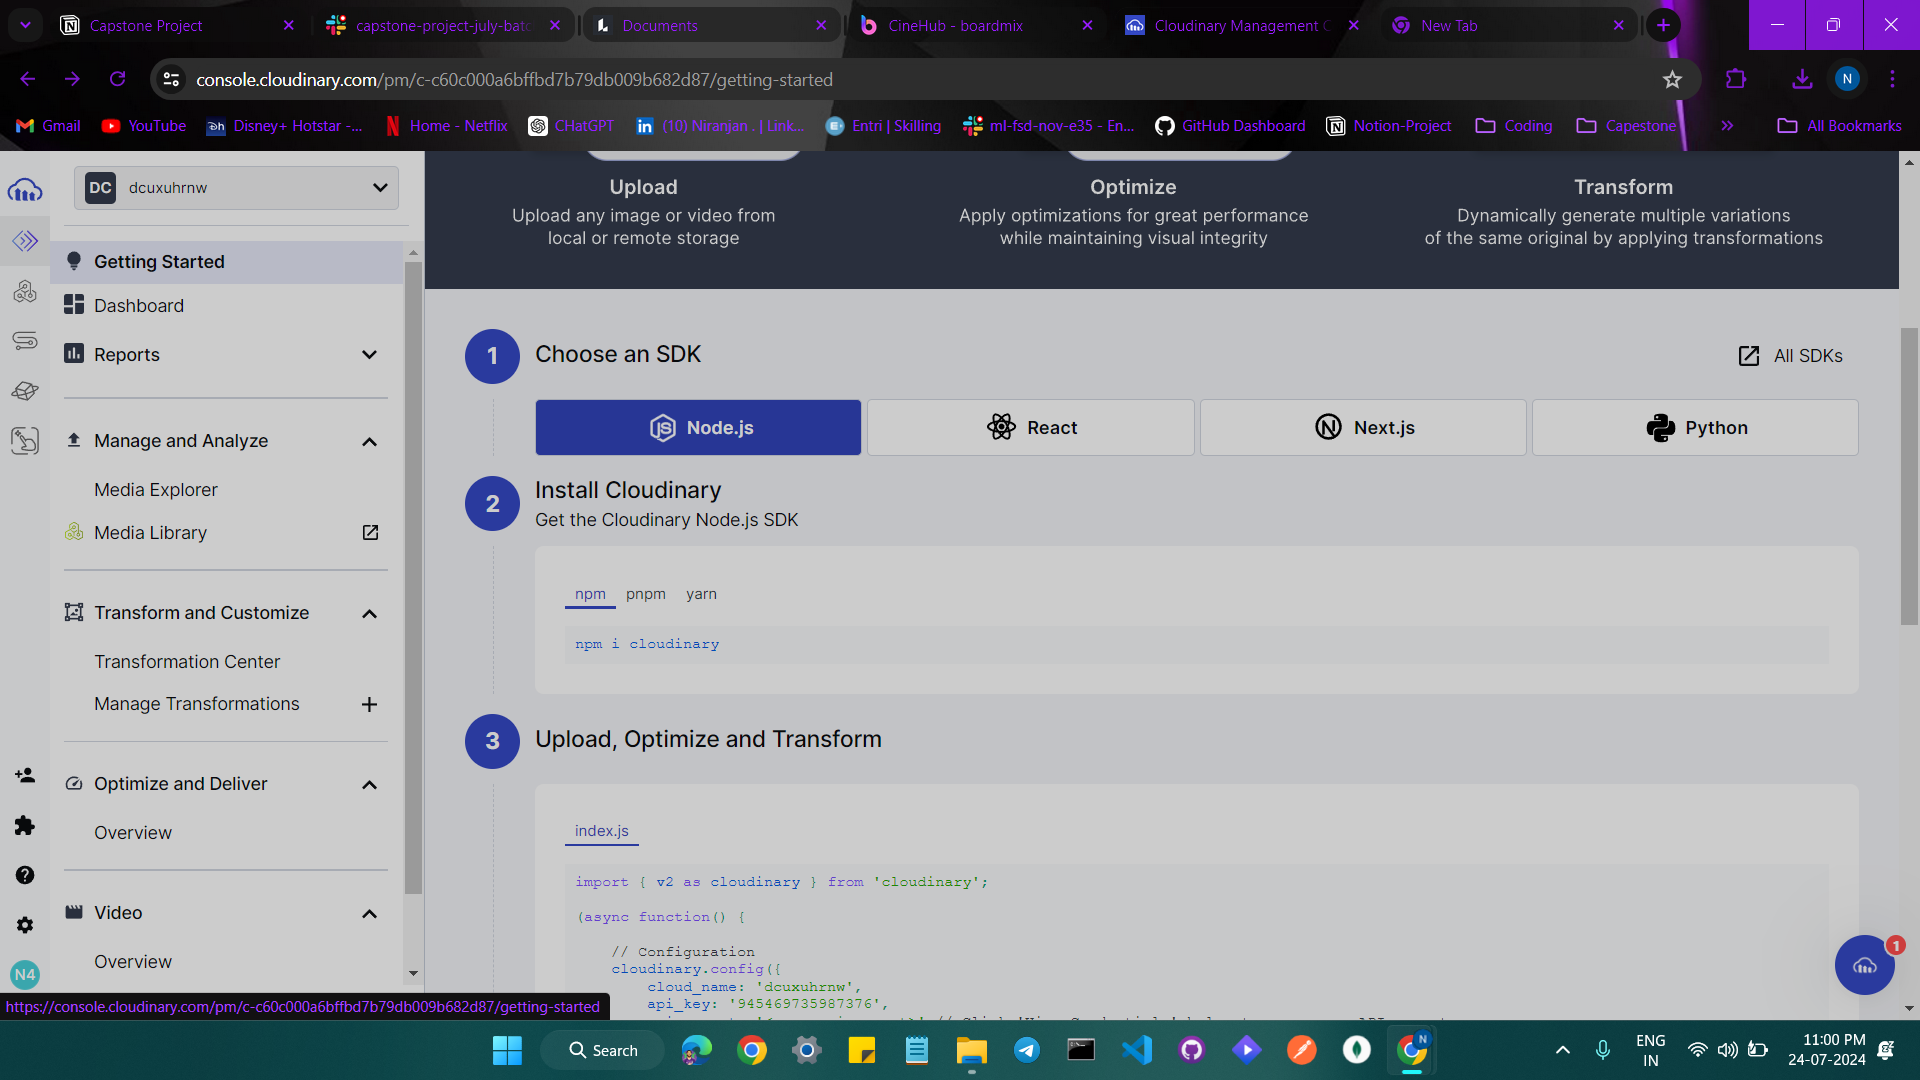 Capstone Project
capstone-project-july-batc
Documents
CineHub - boardmix
Cloudinary Management C
New Tab
console.cloudinary.com/pm/c-c60c000a6bffbd7b79db009b682d87/getting-started
N
Gmail
YouTube
Disney+ Hotstar -...
Home - Netflix
CHatGPT
(10) Niranjan . | Link...
Entri | Skilling
ml-fsd-nov-e35 - En...
GitHub Dashboard
Notion-Project
Coding
Capestone
All Bookmarks
DC
dcuxuhrnw
Getting Started
Dashboard
Reports
Manage and Analyze
Media Explorer
Media Library
Transform and Customize
Transformation Center
Manage Transformations
Optimize and Deliver
Overview
Video
Overview
N4
Upload
Upload any image or video from
local or remote storage
Optimize
Apply optimizations for great performance
while maintaining visual integrity
Transform
Dynamically generate multiple variations
of the same original by applying transformations
1
Choose an SDK
All SDKs
Node.js
React
Next.js
Python
2
Install Cloudinary
Get the Cloudinary Node.js SDK
npm pnpm yarn
npm i cloudinary
3
Upload, Optimize and Transform
index.js
import { v2 as cloudinary } from 'cloudinary';
(async function() {
// Configuration
cloudinary.config({
cloud_name: 'dcuxuhrnw',
api_key: '945469735987376',
1
https://console.cloudinary.com/pm/c-c60c000a6bffbd7b79db009b682d87/getting-started
Search
N
ENG
IN
11:00 PM
24-07-2024